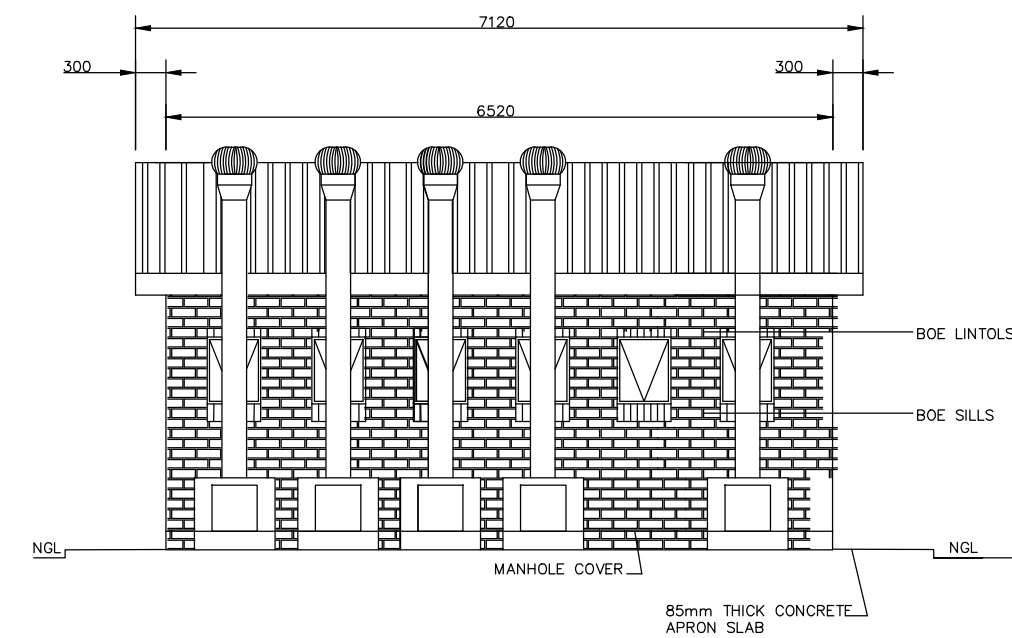 7120
300
300
6520
BOE LINTOLS
BOE SILLS
NGL
NGL
MANHOLE COVER
85mm THICK CONCRETE
APRON SLAB